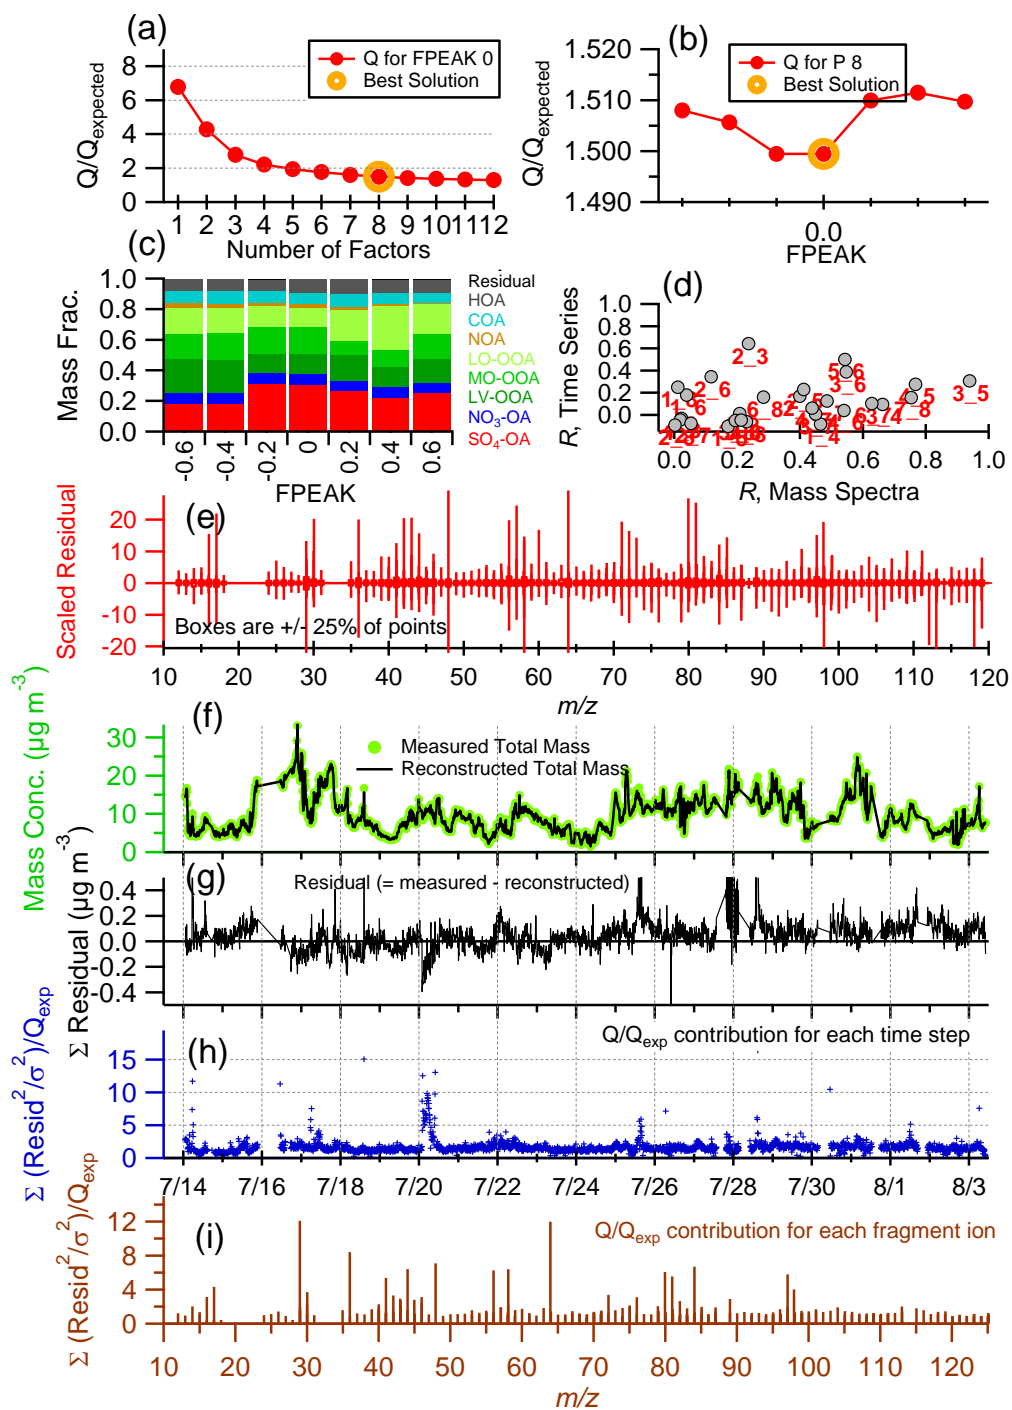 (a)
Q/Qexpected
8
6
4
2
0
Q for FPEAK 0
Best Solution
1 2 3 4 5 6 7 8 9 10 11 12
Number of Factors
(b)
Q/Qexpected
1.520
1.510
1.500
1.490
Q for P 8
Best Solution
0.0
FPEAK
(c)
Mass Frac.
1.0
0.8
0.6
0.4
0.2
0.0
-0.6 -0.4 -0.2 0 0.2 0.4 0.6
FPEAK
Residual
HOA
COA
NOA
LO-OOA
MO-OOA
LV-OOA
NO3-OA
SO4-OA
(d)
R, Time Series
1.0
0.8
0.6
0.4
0.2
0.0
2_3
2_6
5_6
3_6
3_5
4_5
7_8
1_4
0.0 0.2 0.4 0.6 0.8 1.0
R, Mass Spectra
(e)
Scaled Residual
20
10
0
-10
-20
Boxes are +/- 25% of points
10 20 30 40 50 60 70 80 90 100 110 120
m/z
(f)
Mass Conc. (µg m-3)
30
20
10
0
Measured Total Mass
Reconstructed Total Mass
(g)
Σ Residual (µg m-3)
0.4
0.2
0.0
-0.2
-0.4
Residual (= measured - reconstructed)
(h)
Σ (Resid2/σ2)/Qexp
15
10
5
0
Q/Qexp contribution for each time step
7/14 7/16 7/18 7/20 7/22 7/24 7/26 7/28 7/30 8/1 8/3
(i)
Σ (Resid2/σ2)/Qexp
12
8
4
0
Q/Qexp contribution for each fragment ion
10 20 30 40 50 60 70 80 90 100 110 120
m/z